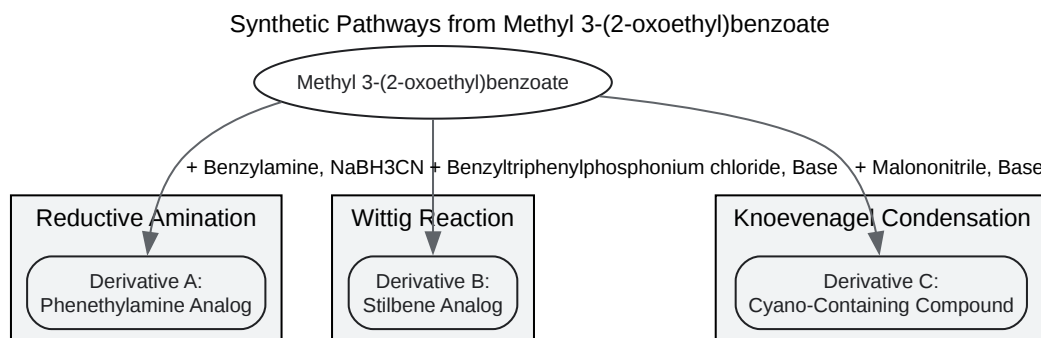 Synthetic Pathways from Methyl 3-(2-oxoethyl)benzoate
Methyl 3-(2-oxoethyl)benzoate
+ Benzylamine, NaBH3CN
+ Benzyltriphenylphosphonium chloride, Base
+ Malononitrile, Base
Reductive Amination
Wittig Reaction
Knoevenagel Condensation
Derivative A:
Phenethylamine Analog
Derivative B:
Stilbene Analog
Derivative C:
Cyano-Containing Compound